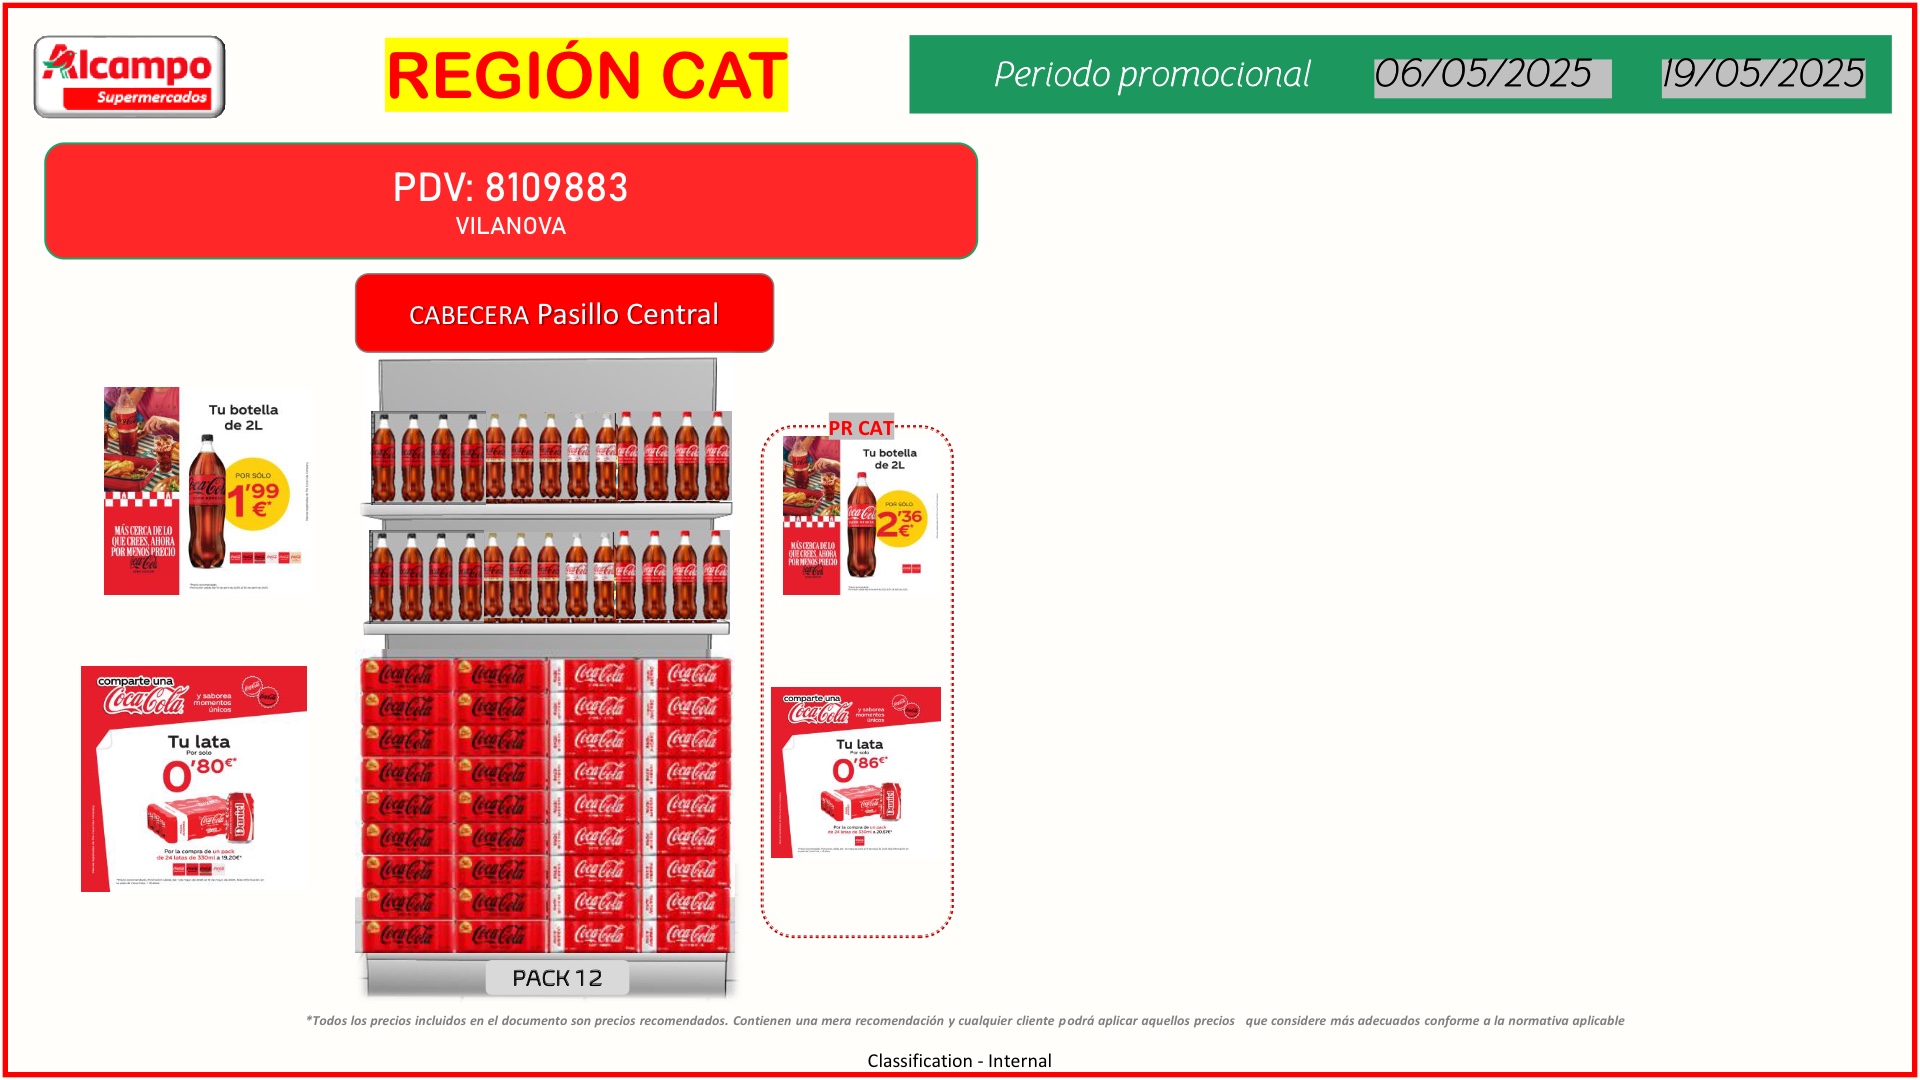 Alcampo
Supermercados
REGIÓN CAT
Periodo promocional 06/05/2025 19/05/2025
PDV: 8109883
VILANOVA
CABECERA Pasillo Central
Tu botella
de 2L
POR SÓLO
1'99
€*
MÁS CERCA DE LO
QUE CREES, AHORA
POR MENOS PRECIO
Coca-Cola
comparte una
Coca-Cola
y saborea
momentos
únicos
Tu lata
Por solo
0'80€*
Por la compra de un pack
de 24 latas de 330ml a 19,20€*
PR CAT
Tu botella
de 2L
POR SÓLO
2'36
€*
MÁS CERCA DE LO
QUE CREES, AHORA
POR MENOS PRECIO
Coca-Cola
comparte una
Coca-Cola
y saborea
momentos
únicos
Tu lata
Por solo
0'86€*
Por la compra de un pack
PACK 12
*Todos los precios incluidos en el documento son precios recomendados. Contienen una mera recomendación y cualquier cliente podrá aplicar aquellos precios que considere más adecuados conforme a la normativa aplicable
Classification - Internal